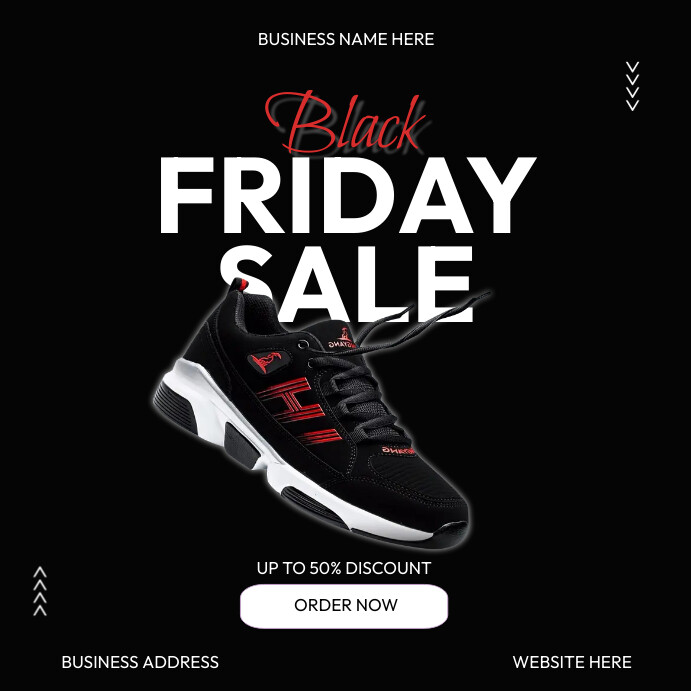 BUSINESS NAME HERE
Black
FRIDAY
SALE
UP TO 50% DISCOUNT
ORDER NOW
BUSINESS ADDRESS
WEBSITE HERE